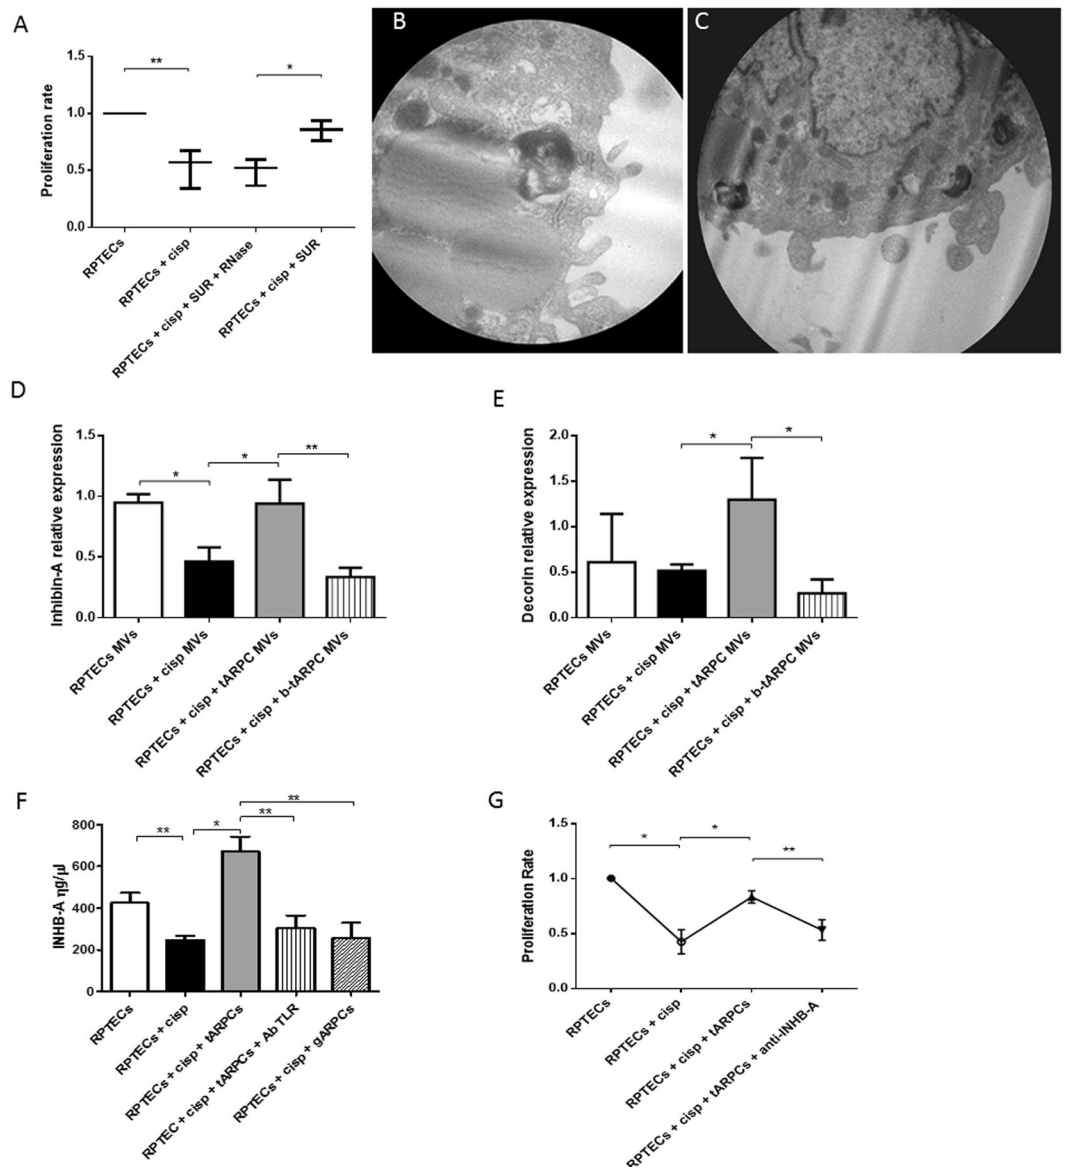 A
Proliferation rate
1.5
1.0
0.5
0.0
**
*
RPTECs
RPTECs + cisp
RPTECs + cisp + SUR + RNase
RPTECs + cisp + SUR
B
C
D
Inhibin-A relative expression
1.5
1.0
0.5
0.0
*
*
**
RPTECs MVs
RPTECs + cisp MVs
RPTECs + cisp + tARPC MVs
RPTECs + cisp + b-tARPC MVs
E
Decorin relative expression
2.0
1.5
1.0
0.5
0.0
*
*
RPTECs MVs
RPTECs + cisp MVs
RPTECs + cisp + tARPC MVs
RPTECs + cisp + b-tARPC MVs
F
INHB-A ηg/μl
800
600
400
200
0
**
*
**
**
RPTECs
RPTECs + cisp
RPTECs + cisp + tARPCs
RPTEC + cisp + tARPCs + Ab TLR
RPTECs + cisp + gARPCs
G
Proliferation Rate
1.5
1.0
0.5
0.0
*
*
**
RPTECs
RPTECs + cisp
RPTECs + cisp + tARPCs
RPTECs + cisp + tARPCs + anti-INHB-A